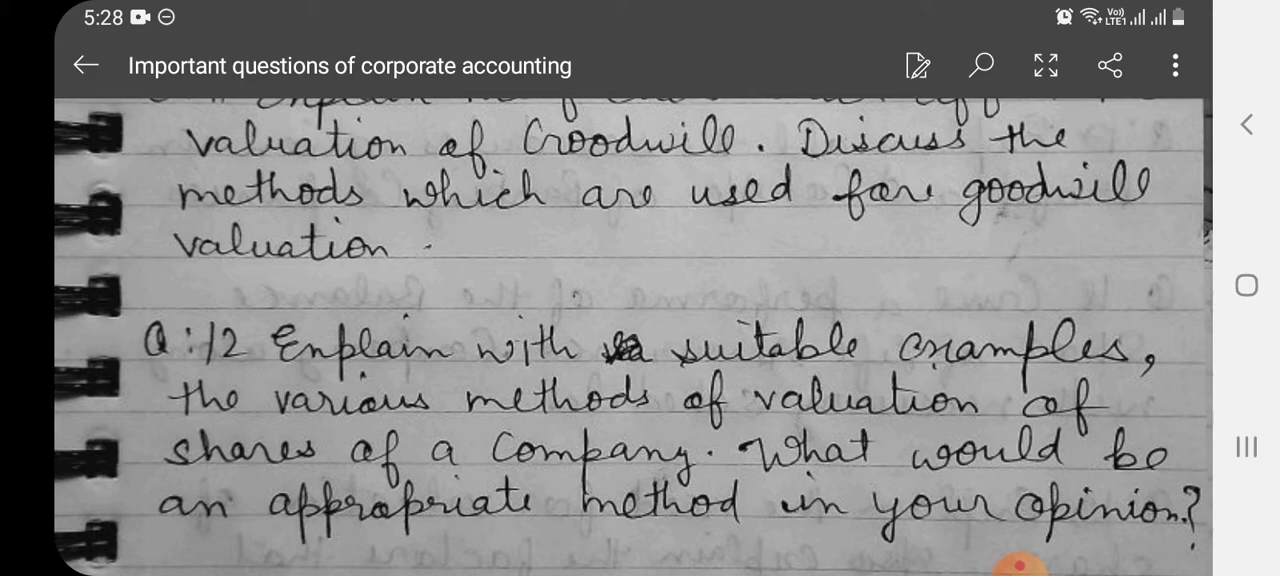 5:28
Vo)) LTE1
Important questions of corporate accounting
valuation of Goodwill. Discuss the
methods which are used for goodwill
valuation.
Q:12 Explain with suitable examples,
the various methods of valuation of
shares of a company. What would be
an appropriate method in your opinion?